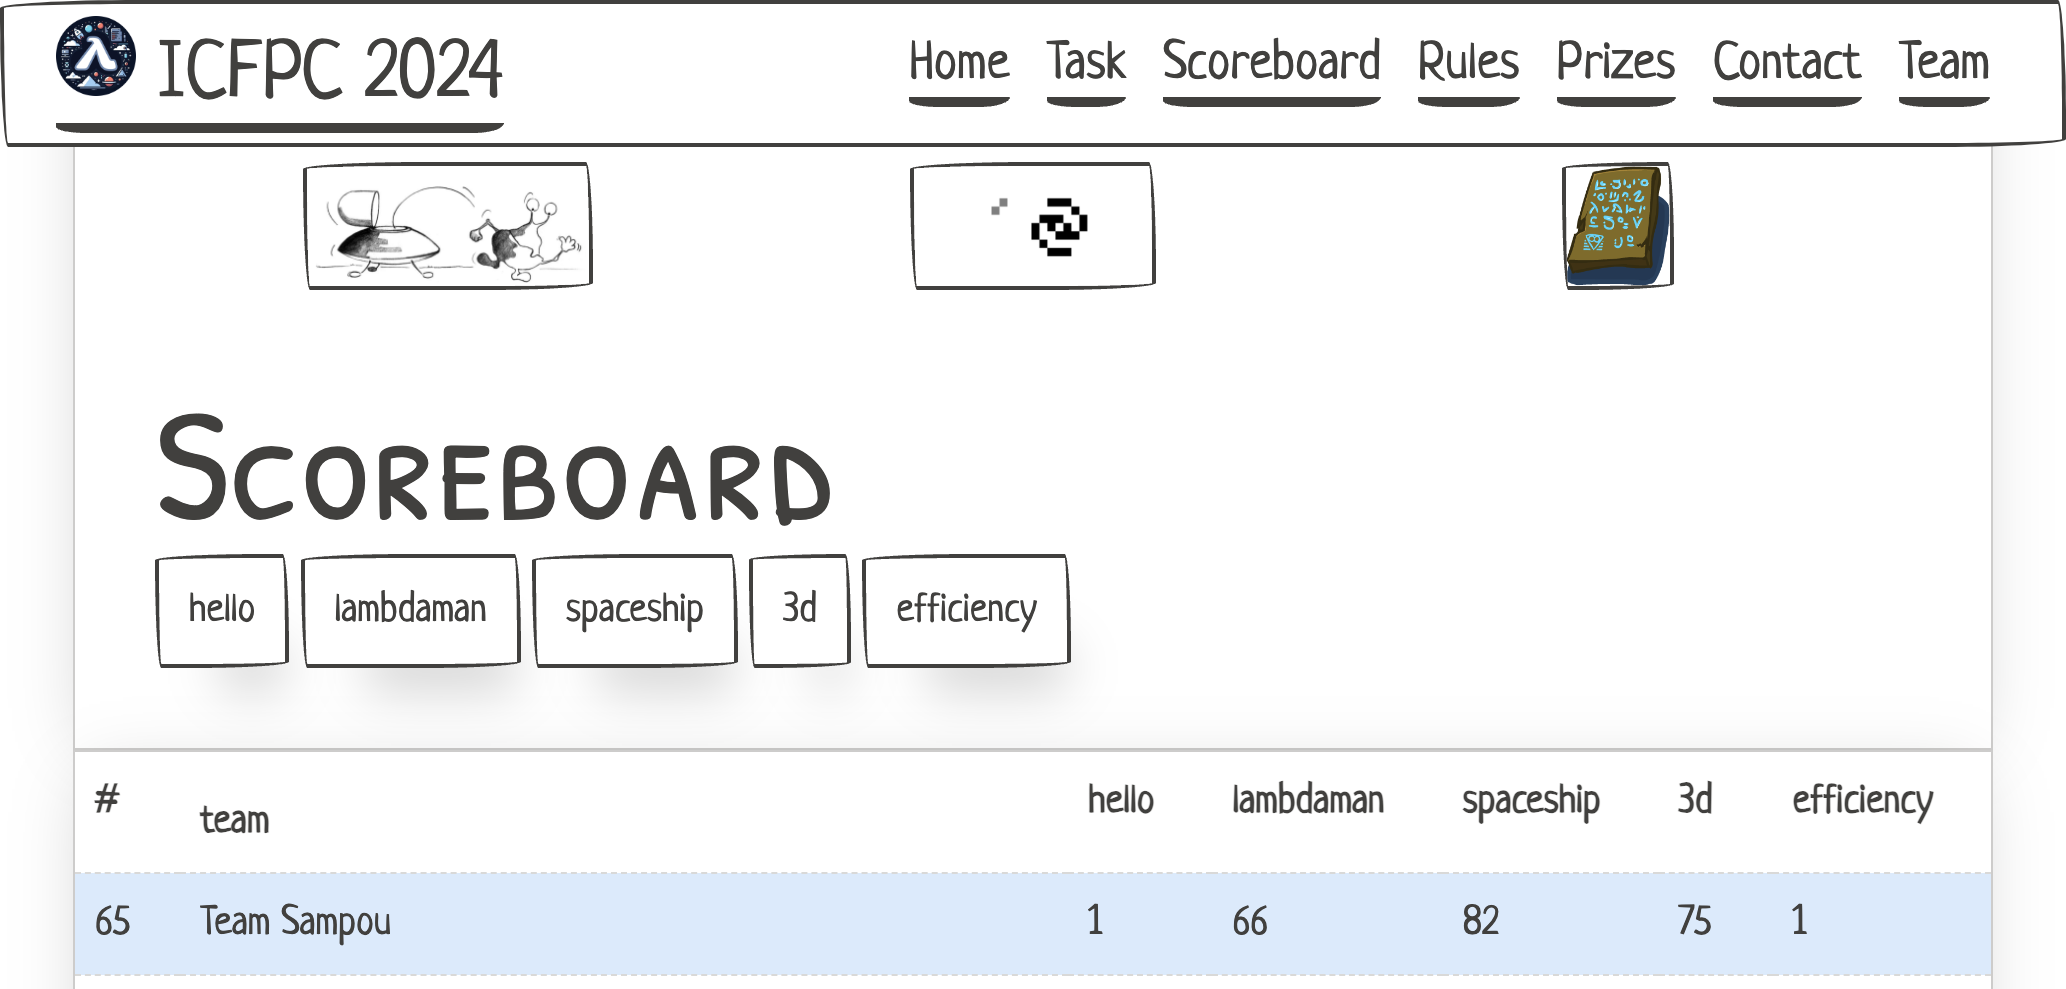 ICFPC 2024 Home Task Scoreboard Rules Prizes Contact Team
Scoreboard
hello lambdaman spaceship 3d efficiency
# team hello lambdaman spaceship 3d efficiency
65 Team Sampou 1 66 82 75 1